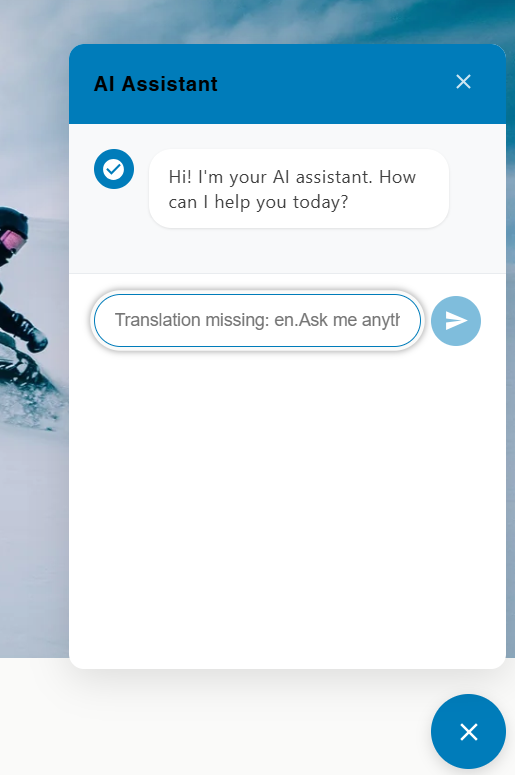 AI Assistant
Hi! I'm your AI assistant. How
can I help you today?
Translation missing: en.Ask me anyth